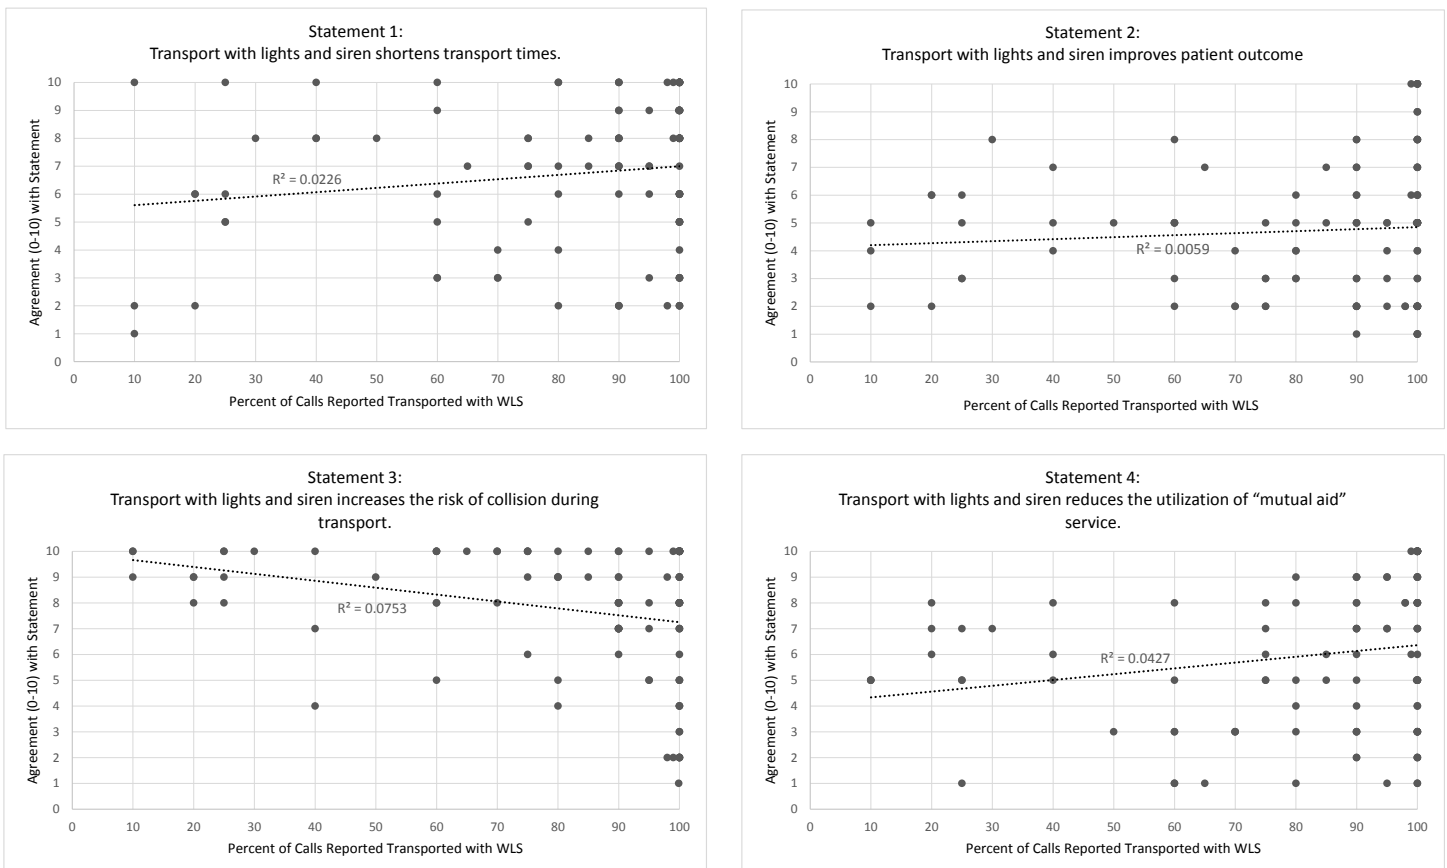 Statement 1:
Transport with lights and siren shortens transport times.
10
9
8
7
6
5
4
3
2
1
0
Agreement (0-10) with Statement
R² = 0.0226
0 10 20 30 40 50 60 70 80 90 100
Percent of Calls Reported Transported with WLS
Statement 2:
Transport with lights and siren improves patient outcome
10
9
8
7
6
5
4
3
2
1
0
Agreement (0-10) with Statement
R² = 0.0059
0 10 20 30 40 50 60 70 80 90 100
Percent of Calls Reported Transported with WLS
Statement 3:
Transport with lights and siren increases the risk of collision during
transport.
10
9
8
7
6
5
4
3
2
1
0
Agreement (0-10) with Statement
R² = 0.0753
0 10 20 30 40 50 60 70 80 90 100
Percent of Calls Reported Transported with WLS
Statement 4:
Transport with lights and siren reduces the utilization of “mutual aid”
service.
10
9
8
7
6
5
4
3
2
1
0
Agreement (0-10) with Statement
R² = 0.0427
0 10 20 30 40 50 60 70 80 90 100
Percent of Calls Reported Transported with WLS